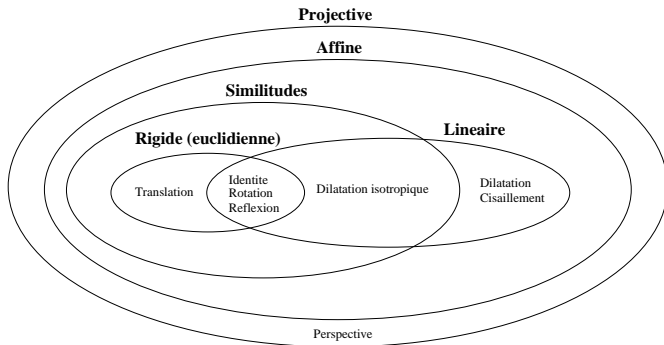 Projective
Affine
Similitudes
Rigide (euclidienne)
Lineaire
Translation
Identite
Rotation
Reflexion
Dilatation isotropique
Dilatation
Cisaillement
Perspective